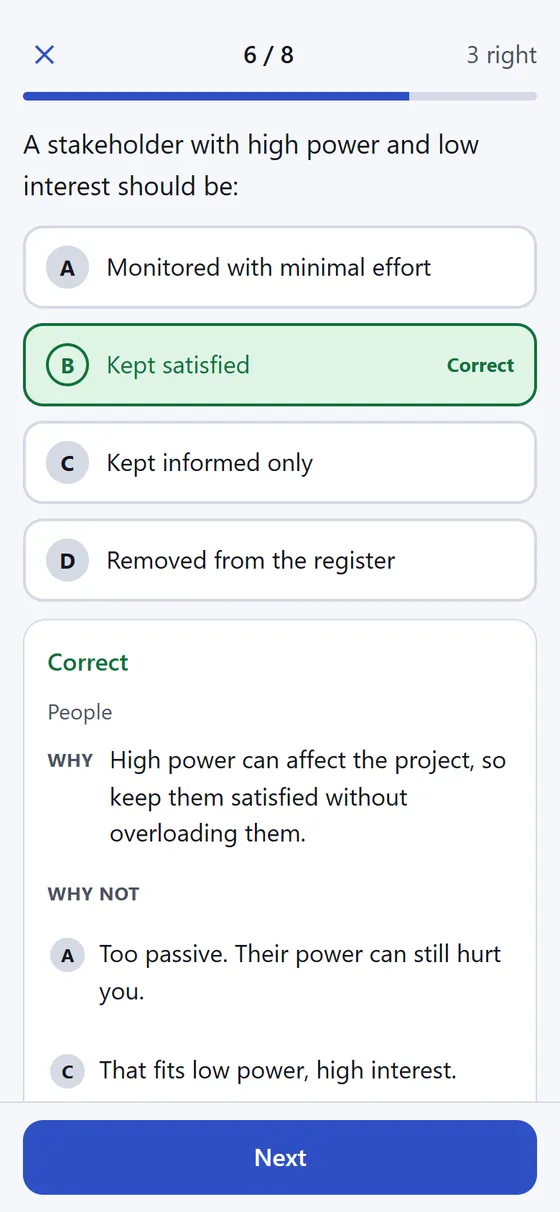 6 / 8
3 right
A stakeholder with high power and low
interest should be:
A Monitored with minimal effort
B Kept satisfied Correct
C Kept informed only
D Removed from the register
Correct
People
WHY High power can affect the project, so
keep them satisfied without
overloading them.
WHY NOT
A Too passive. Their power can still hurt
you.
C That fits low power, high interest.
Next